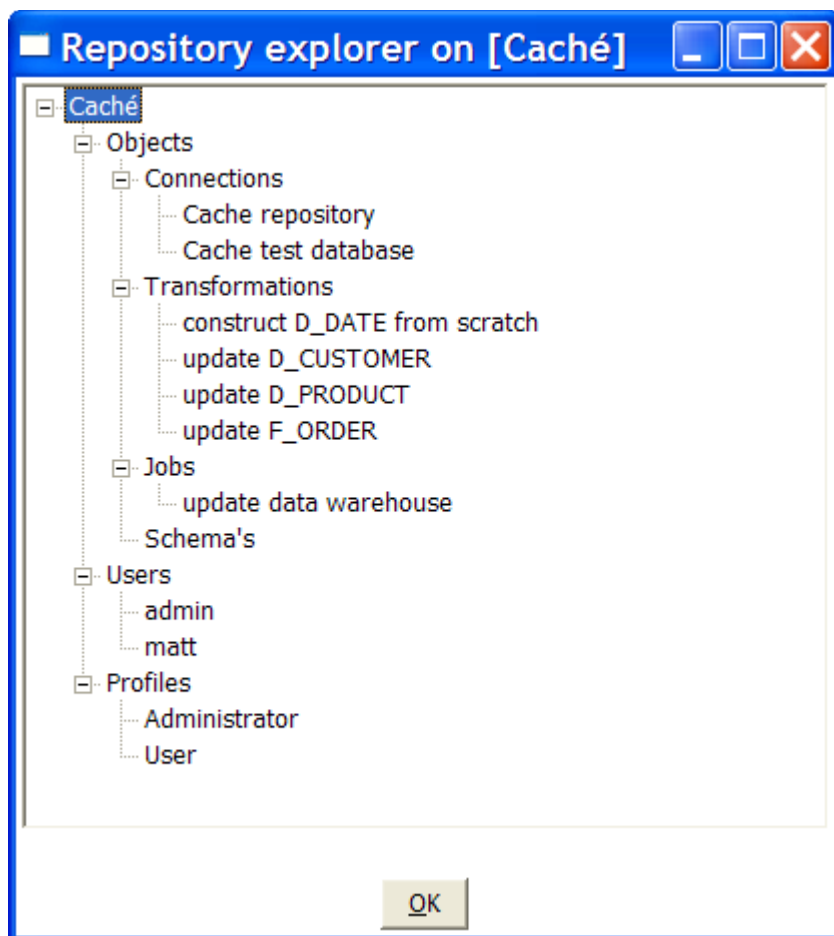 Repository explorer on [Caché]
Caché
Objects
Connections
Cache repository
Cache test database
Transformations
construct D_DATE from scratch
update D_CUSTOMER
update D_PRODUCT
update F_ORDER
Jobs
update data warehouse
Schema's
Users
admin
matt
Profiles
Administrator
User
OK